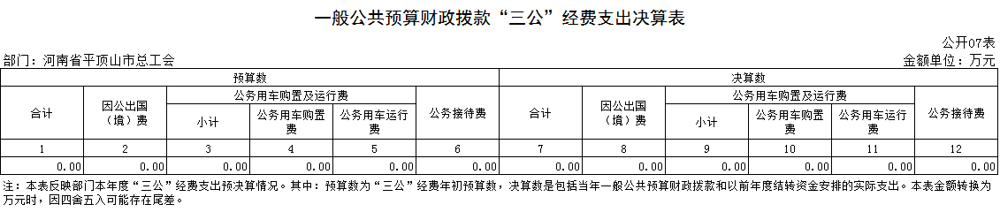 一般公共预算财政拨款“三公”经费支出决算表
公开07表
部门：河南省平顶山市总工会 金额单位：万元
预算数 决算数
合计 因公出国（境）费 公务用车购置及运行费 公务接待费 合计 因公出国（境）费 公务用车购置及运行费 公务接待费
小计 公务用车购置费 公务用车运行费 小计 公务用车购置费 公务用车运行费
1 2 3 4 5 6 7 8 9 10 11 12
0.00 0.00 0.00 0.00 0.00 0.00 0.00 0.00 0.00 0.00 0.00 0.00
注：本表反映部门本年度“三公”经费支出预决算情况。其中：预算数为“三公”经费年初预算数，决算数是包括当年一般公共预算财政拨款和以前年度结转资金安排的实际支出。本表金额转换为
万元时，因四舍五入可能存在尾差。